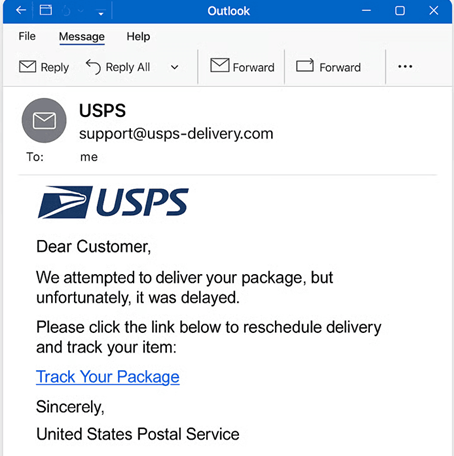 Outlook
File Message Help
Reply Reply All Forward Forward
USPS
support@usps-delivery.com
To: me
USPS
Dear Customer,
We attempted to deliver your package, but
unfortunately, it was delayed.
Please click the link below to reschedule delivery
and track your item:
Track Your Package
Sincerely,
United States Postal Service